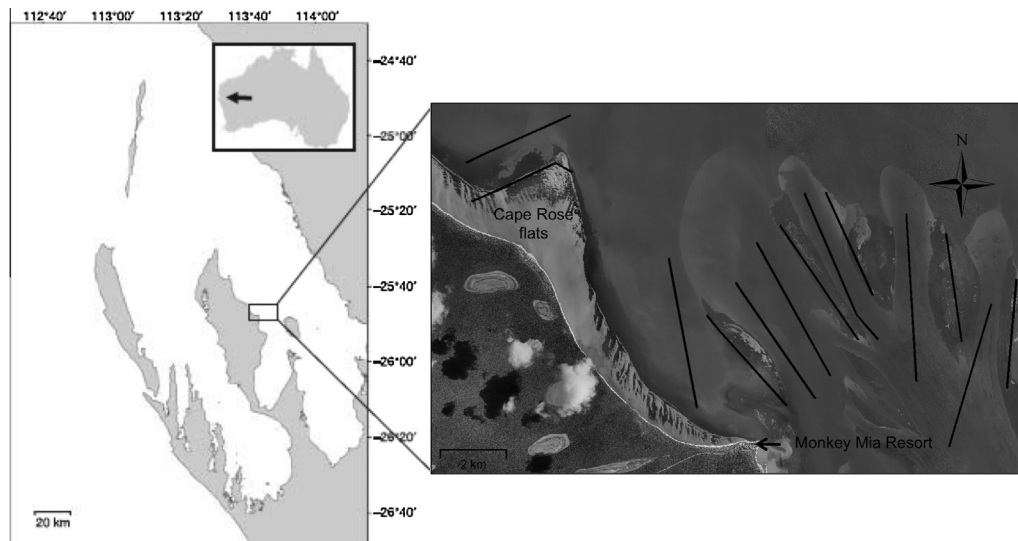 112°40' 113°00' 113°20' 113°40' 114°00'
–24°40'
–25°00'
–25°20'
–25°40'
–26°00'
–26°20'
–26°40'
20 km
N
Cape Rose
flats
Monkey Mia Resort
2 km